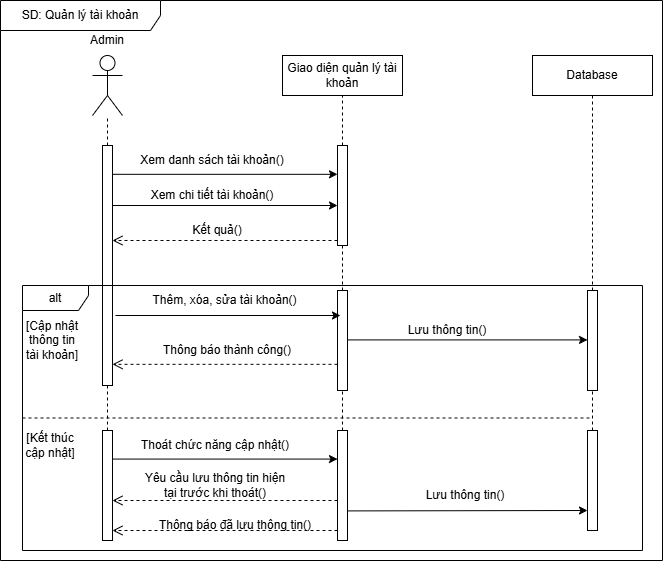 SD: Quản lý tài khoản
Admin
Giao diện quản lý tài
khoản
Database
Xem danh sách tài khoản()
Xem chi tiết tài khoản()
Kết quả()
alt
[Cập nhật
thông tin
tài khoản]
Thêm, xóa, sửa tài khoản()
Lưu thông tin()
Thông báo thành công()
[Kết thúc
cập nhật]
Thoát chức năng cập nhật()
Yêu cầu lưu thông tin hiện
tại trước khi thoát()
Lưu thông tin()
Thông báo đã lưu thông tin()